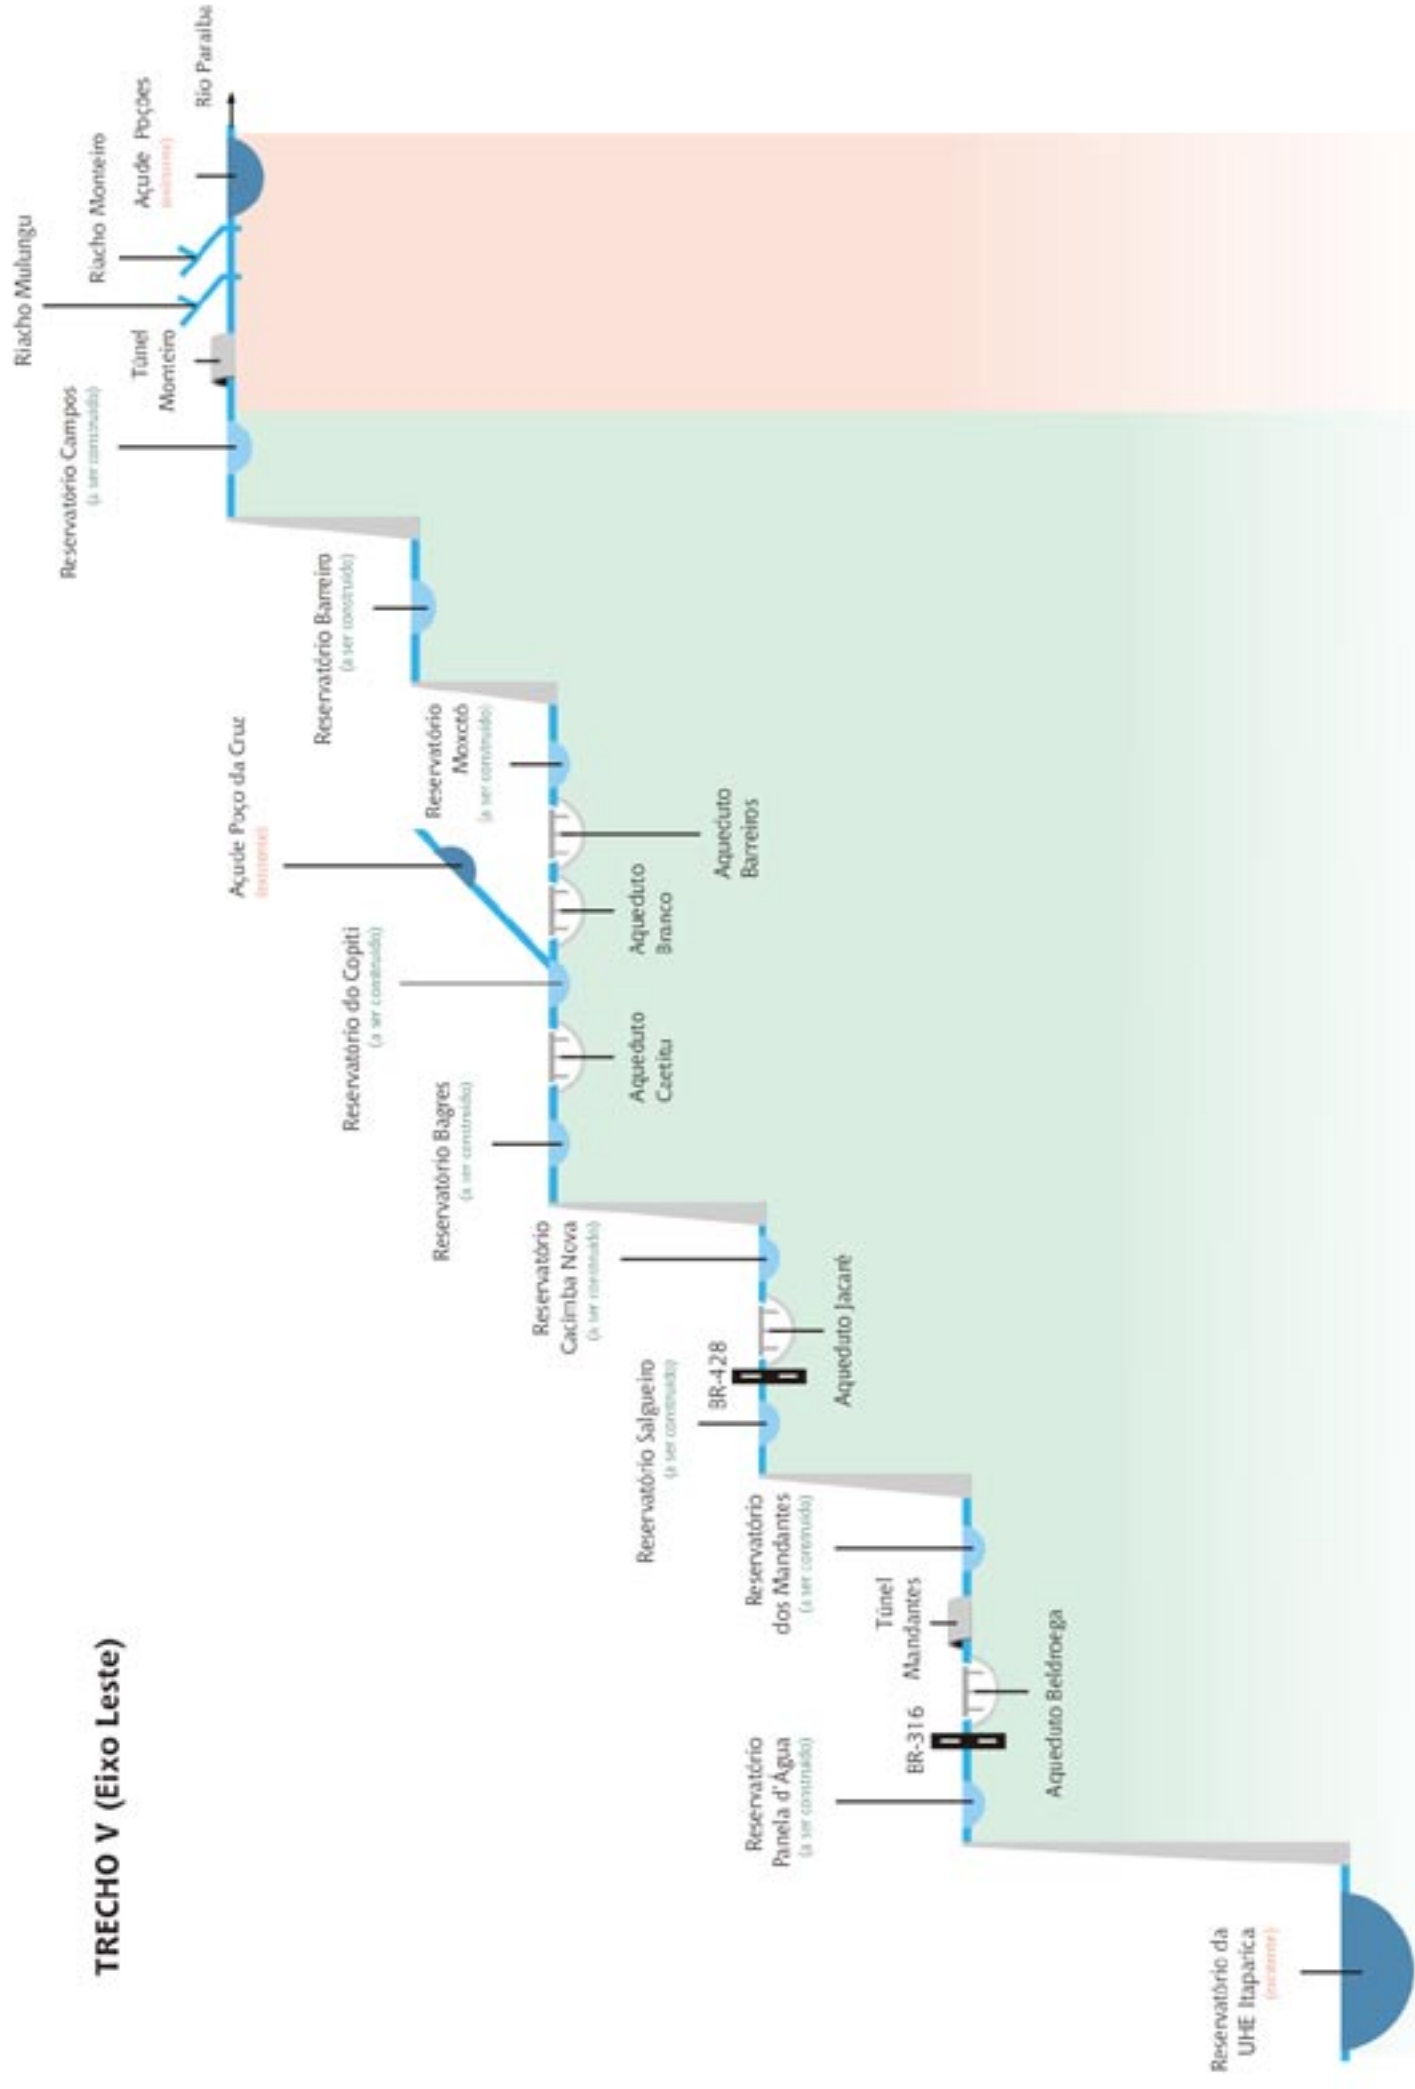 TRECHO V (Eixo Leste)
Reservatório da
UHE Itaparica
(existente)
Reservatório
Panela d'Água
(a ser construído)
BR-316
Aqueduto Beldroega
Túnel
Mandantes
Reservatório
dos Mandantes
(a ser construído)
Reservatório Salgueiro
(a ser construído)
BR-428
Aqueduto Jacaré
Reservatório
Cacimba Nova
(a ser construído)
Reservatório Bagres
(a ser construído)
Aqueduto
Caetitu
Reservatório do Copiti
(a ser construído)
Açude Poço da Cruz
(existente)
Aqueduto
Branco
Aqueduto
Barreiros
Reservatório
Moxotó
(a ser construído)
Reservatório Barreiro
(a ser construído)
Reservatório Campos
(a ser construído)
Túnel
Monteiro
Riacho Mulungu
Riacho Monteiro
Açude Poções
(existente)
Rio Paraíba